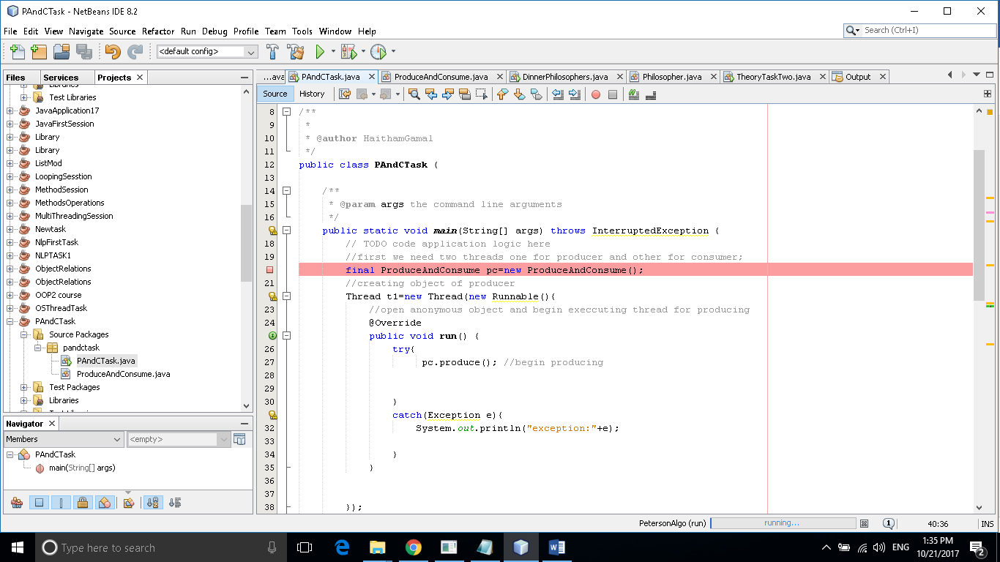 PAndCTask - NetBeans IDE 8.2
File Edit View Navigate Source Refactor Run Debug Profile Team Tools Window Help
Search (Ctrl+I)
<default config>
Files Services Projects
Libraries
Test Libraries
JavaApplication17
JavaFirstSession
Library
Library
ListMod
LoopingSesstion
MethodSession
MethodsOperations
MultiThreadingSession
Newtask
NlpFirstTask
NLPTASK1
ObjectRelations
ObjectRelations
OOP2 course
OSThreadTask
PAndCTask
Source Packages
pandctask
PAndCTask.java
ProduceAndConsume.java
Test Packages
Libraries
Navigator
Members
<empty>
PAndCTask
main(String[] args)
...ava PAndCTask.java ProduceAndConsume.java DinnerPhilosophers.java Philosopher.java TheoryTaskTwo.java Output
Source History
8 /**
9 *
10 * @author HaithamGamal
11 */
12 public class PAndCTask {
13
14 /**
15 * @param args the command line arguments
16 */
public static void main(String[] args) throws InterruptedException {
18 // TODO code application logic here
19 //first we need two threads one for producer and other for consumer;
final ProduceAndConsume pc=new ProduceAndConsume();
21 //creating object of producer
Thread t1=new Thread(new Runnable(){
23 //open anonymous object and begin execcuting thread for producing
24 @Override
public void run() {
26 try{
27 pc.produce(); //begin producing
28
29
30 }
catch(Exception e){
32 System.out.println("exception:"+e);
33
34 }
35 }
36
37
38 });
PetersonAlgo (run) running... 1 40:36 INS
Type here to search
ENG
1:35 PM
10/21/2017
2